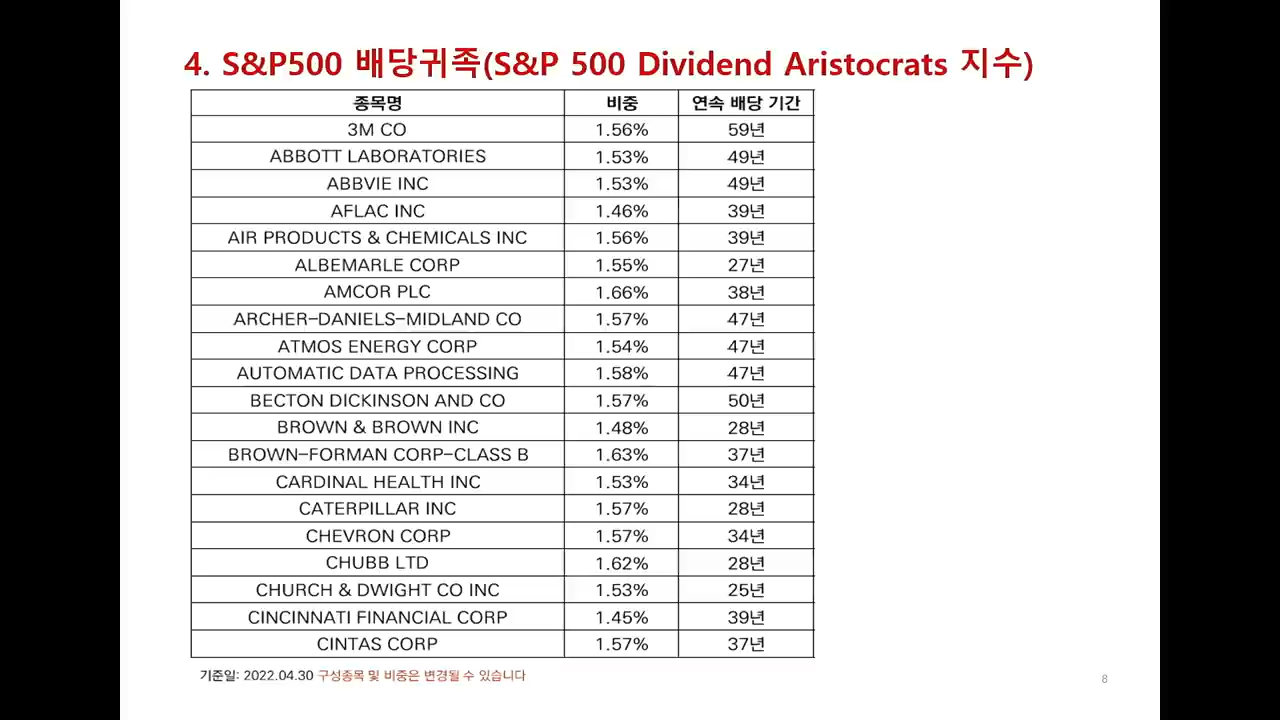 4. S&P500 배당귀족(S&P 500 Dividend Aristocrats 지수)
종목명 비중 연속 배당 기간
3M CO 1.56% 59년
ABBOTT LABORATORIES 1.53% 49년
ABBVIE INC 1.53% 49년
AFLAC INC 1.46% 39년
AIR PRODUCTS & CHEMICALS INC 1.56% 39년
ALBEMARLE CORP 1.55% 27년
AMCOR PLC 1.66% 38년
ARCHER-DANIELS-MIDLAND CO 1.57% 47년
ATMOS ENERGY CORP 1.54% 47년
AUTOMATIC DATA PROCESSING 1.58% 47년
BECTON DICKINSON AND CO 1.57% 50년
BROWN & BROWN INC 1.48% 28년
BROWN-FORMAN CORP-CLASS B 1.63% 37년
CARDINAL HEALTH INC 1.53% 34년
CATERPILLAR INC 1.57% 28년
CHEVRON CORP 1.57% 34년
CHUBB LTD 1.62% 28년
CHURCH & DWIGHT CO INC 1.53% 25년
CINCINNATI FINANCIAL CORP 1.45% 39년
CINTAS CORP 1.57% 37년
기준일: 2022.04.30 구성종목 및 비중은 변경될 수 있습니다
8